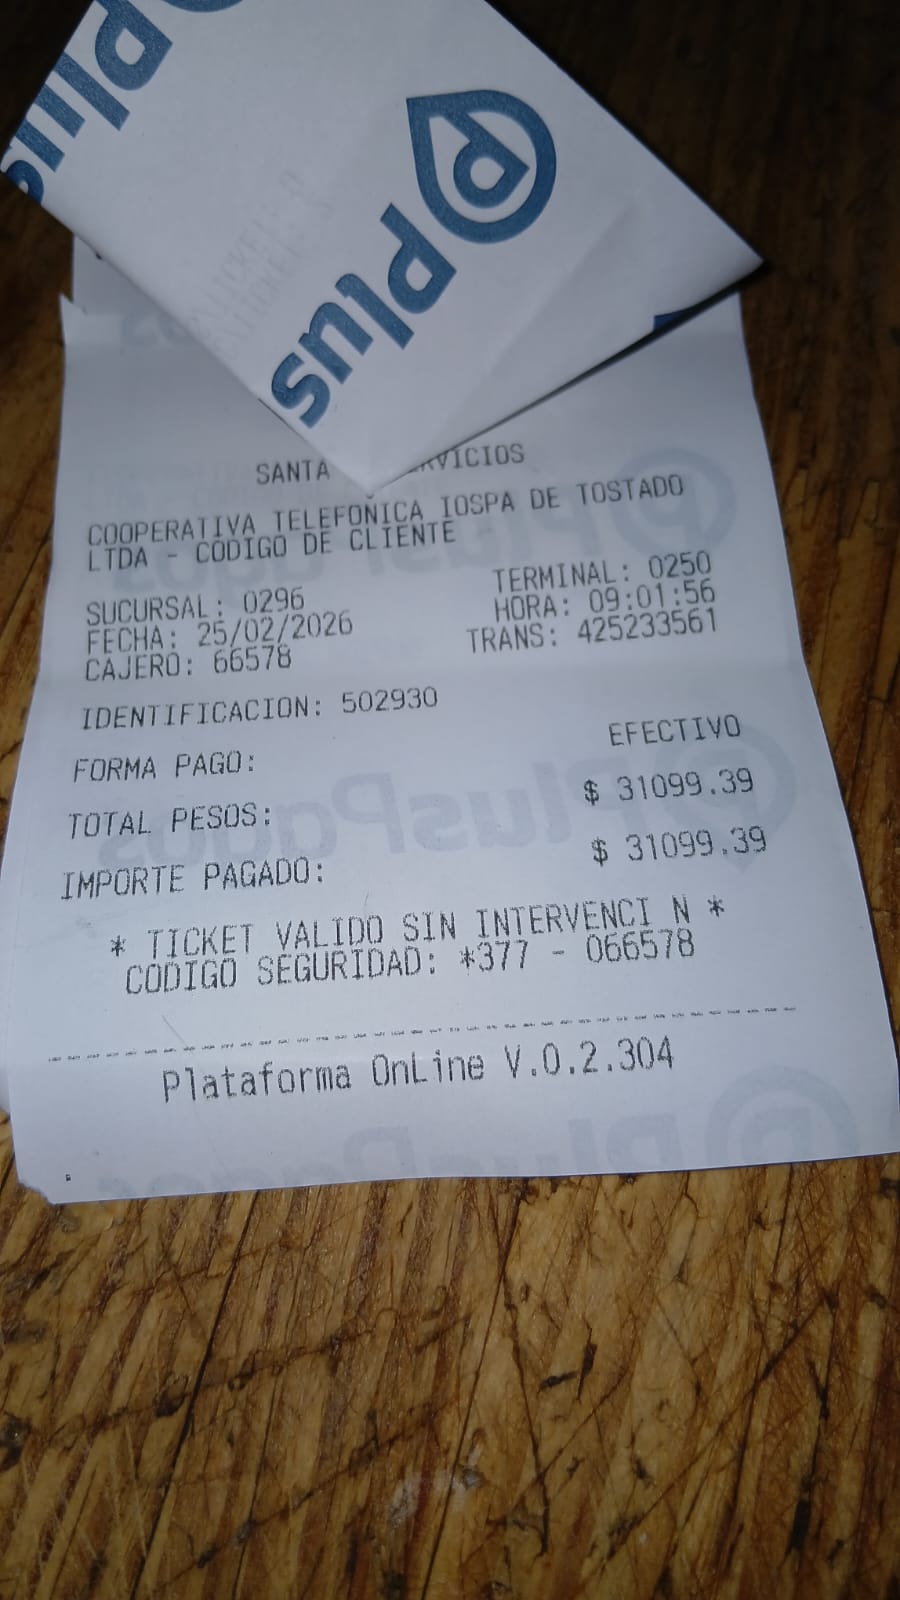 Plus
Plus
SANTA
COOPERATIVA TELEFONICA IOSPA DE TOSTADO
LTDA - CODIGO DE CLIENTE
SUCURSAL: 0296 TERMINAL: 0250
FECHA: 25/02/2026 HORA: 09:01:56
CAJERO: 66578 TRANS: 425233561
IDENTIFICACION: 502930
FORMA PAGO: EFECTIVO
TOTAL PESOS: $ 31099.39
IMPORTE PAGADO: $ 31099.39
* TICKET VALIDO SIN INTERVENCI N *
CODIGO SEGURIDAD: *377 - 066578
Plataforma OnLine V.0.2.304